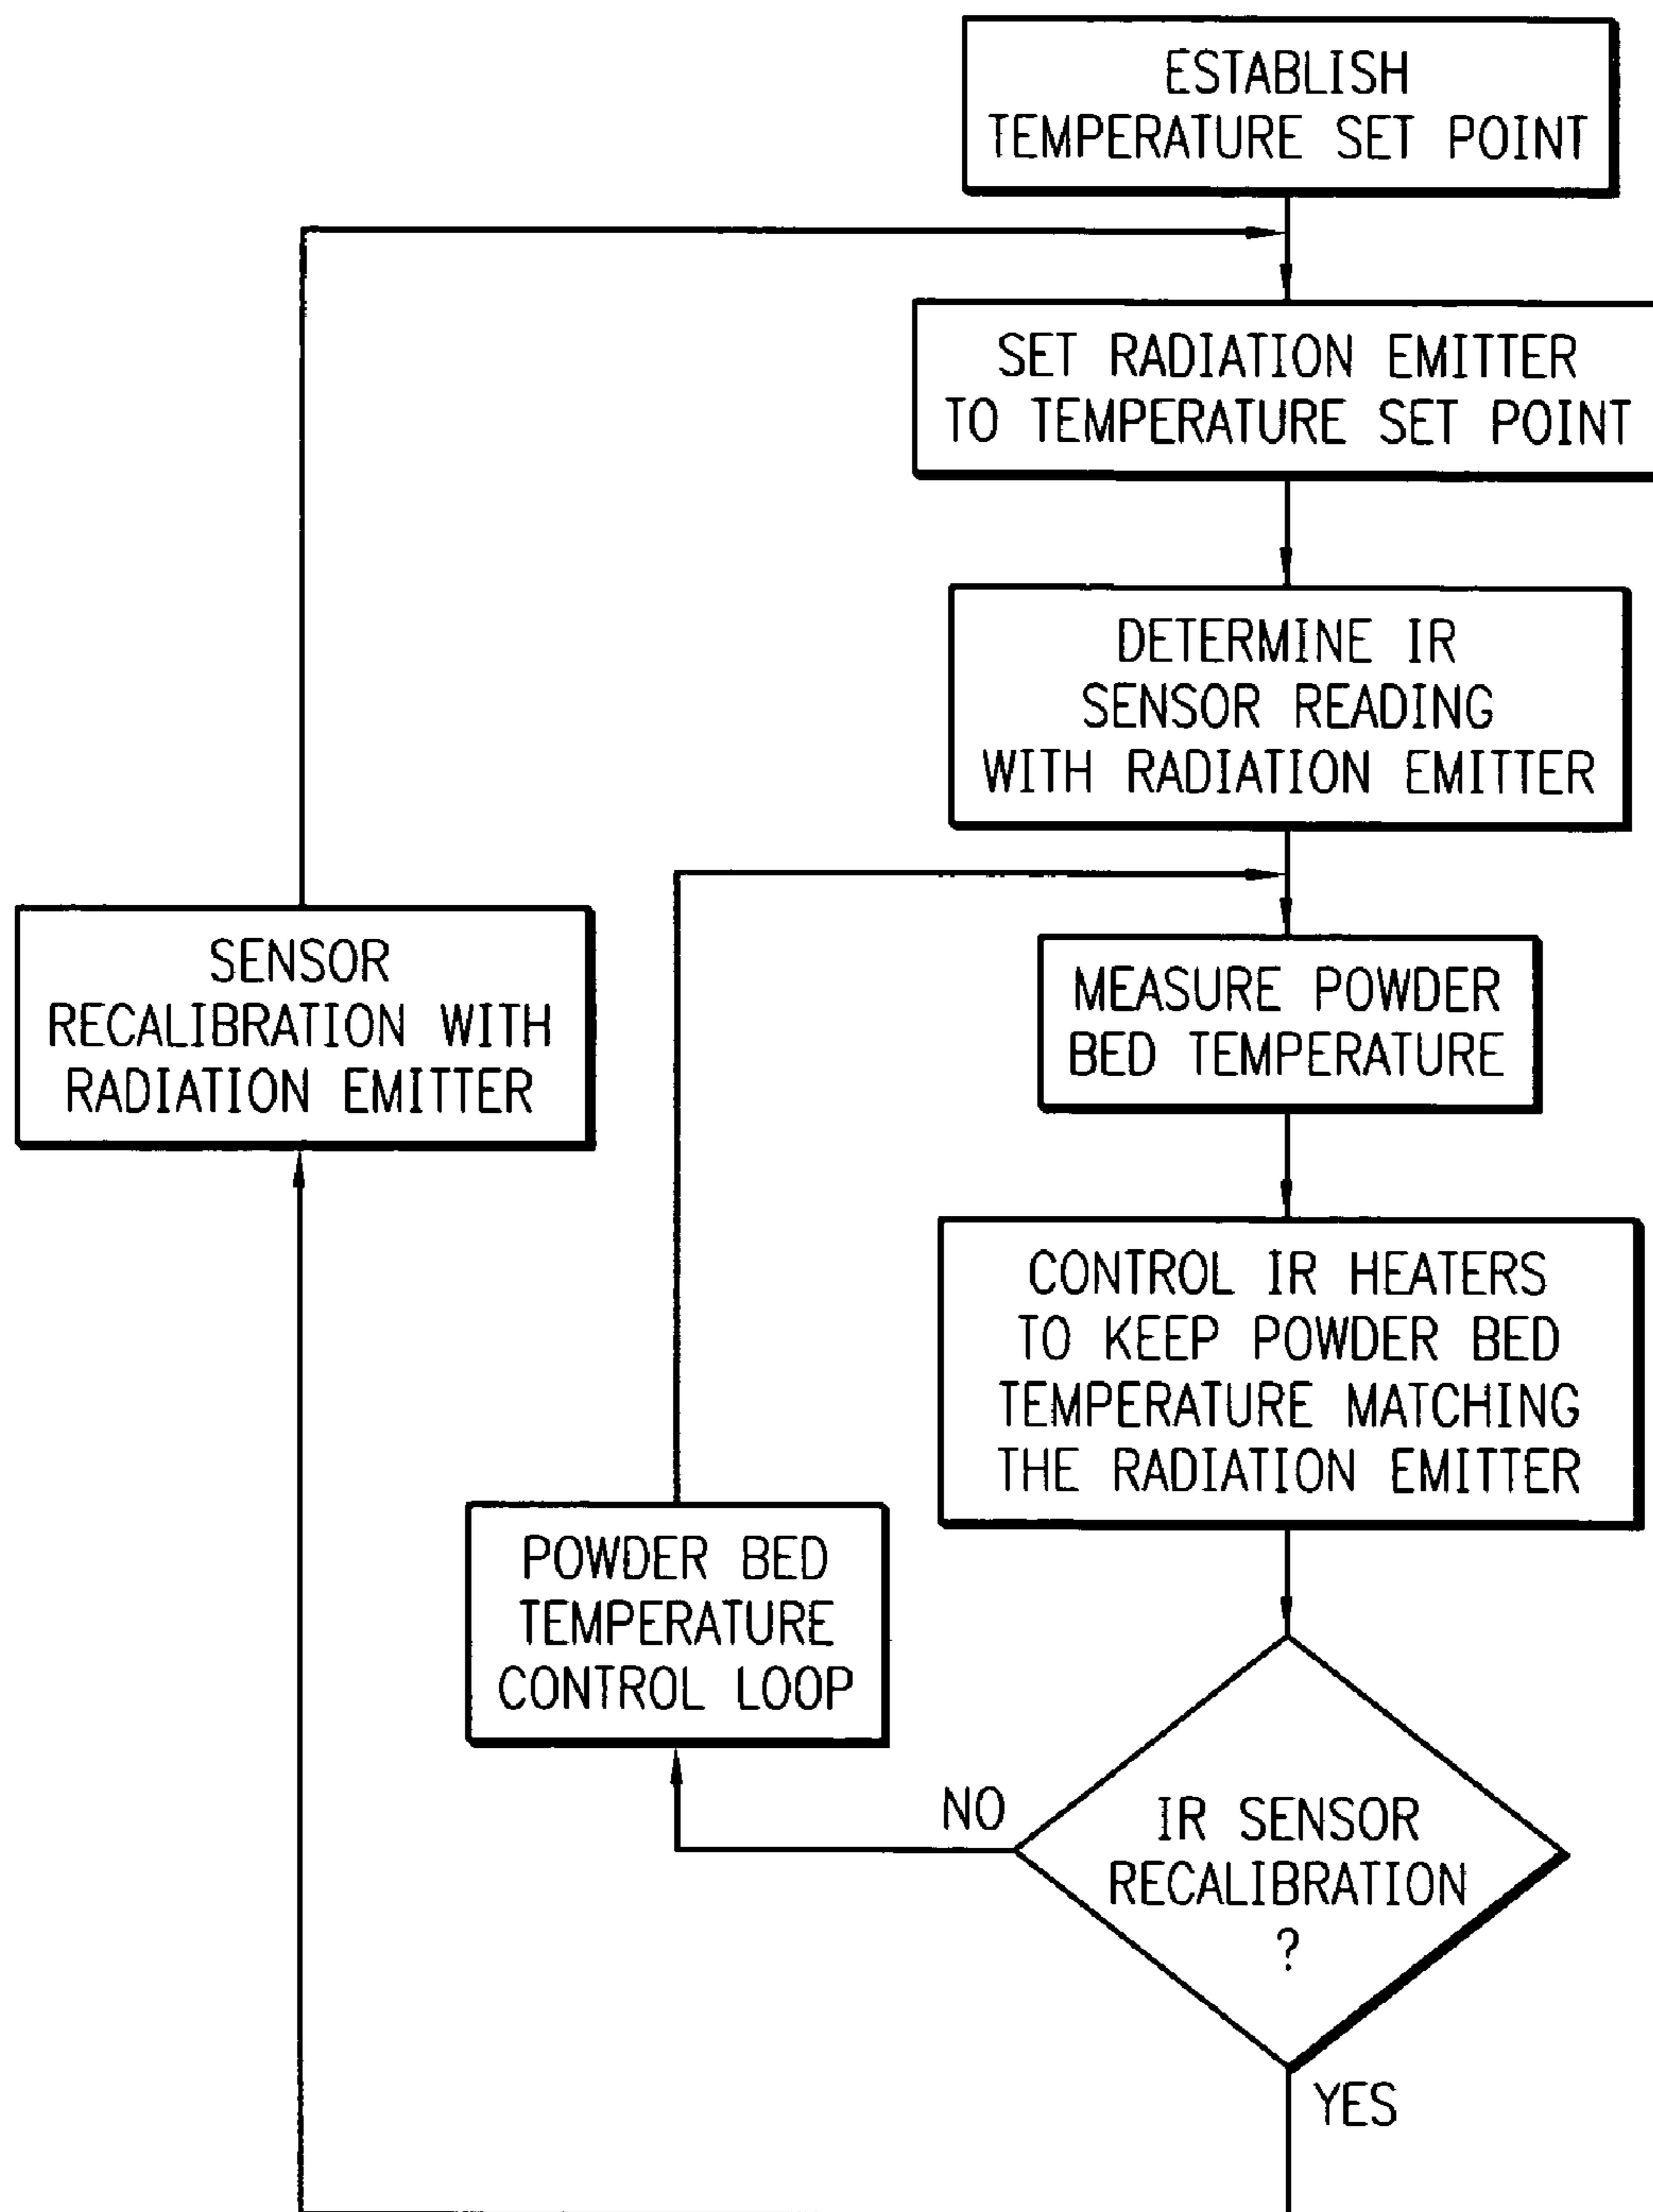 ESTABLISH
TEMPERATURE SET POINT
SET RADIATION EMITTER
TO TEMPERATURE SET POINT
DETERMINE IR
SENSOR READING
WITH RADIATION EMITTER
SENSOR
RECALIBRATION WITH
RADIATION EMITTER
MEASURE POWDER
BED TEMPERATURE
CONTROL IR HEATERS
TO KEEP POWDER BED
TEMPERATURE MATCHING
THE RADIATION EMITTER
POWDER BED
TEMPERATURE
CONTROL LOOP
NO
IR SENSOR
RECALIBRATION
?
YES